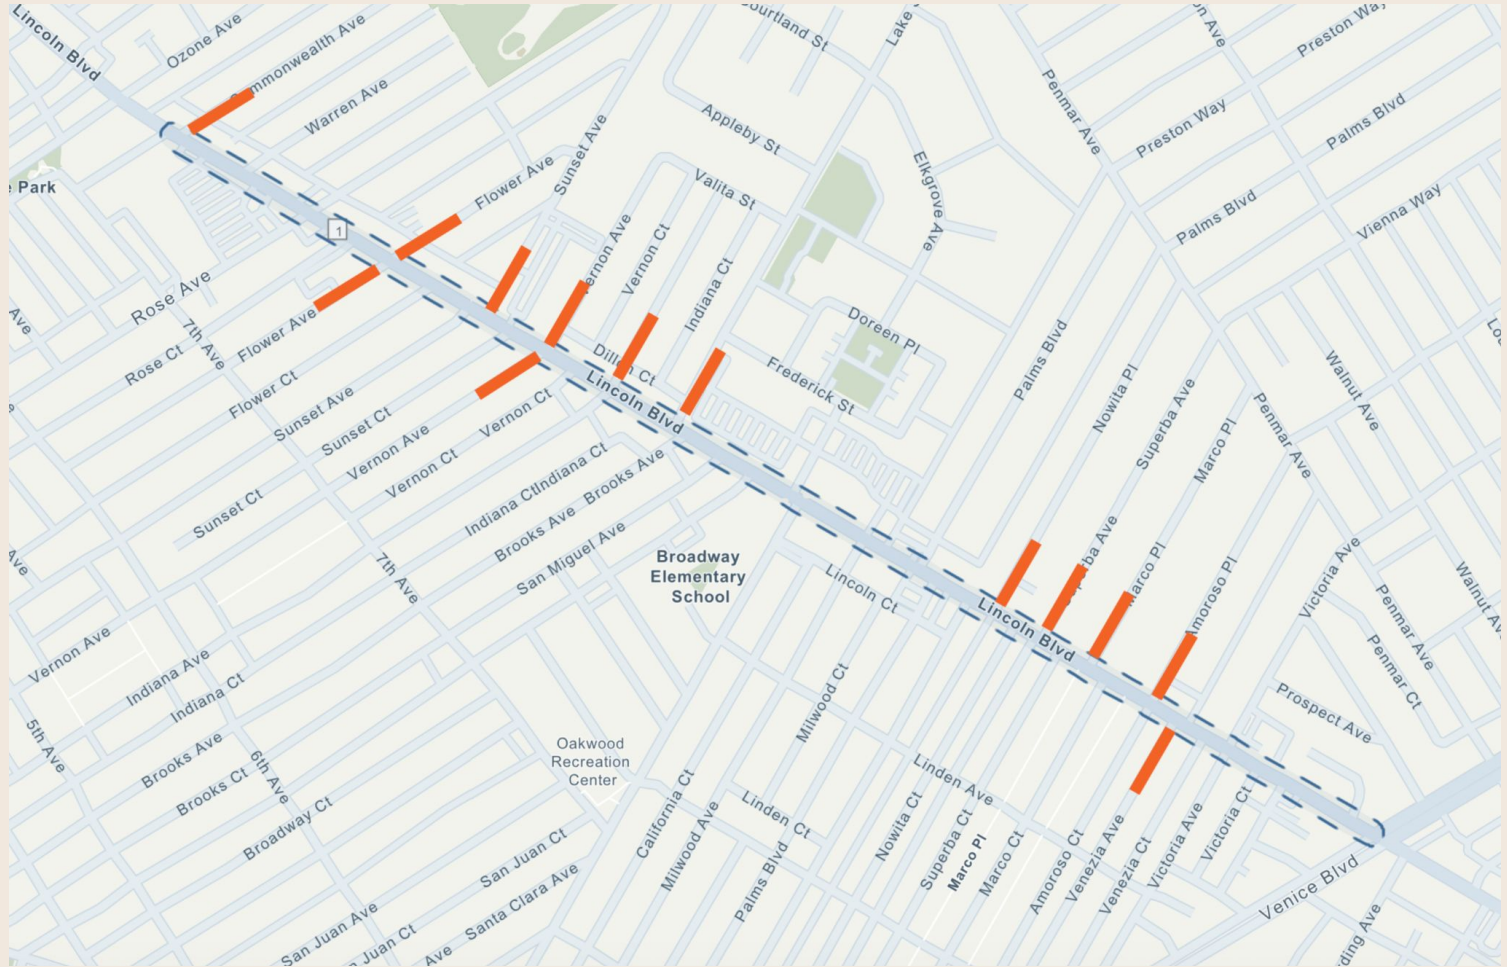 Lincoln Blvd
Ozone Ave
Commonwealth Ave
Warren Ave
Courtland St
Lake
Penmar Ave
Preston Way
Preston Way
Palms Blvd
Appleby St
Sunset Ave
Flower Ave
Valita St
Elkgrove Ave
Palms Blvd
Vienna Way
Park
1
Vernon Ave
Vernon Ct
Indiana Ct
Rose Ave
Ave
Rose Ct
7th Ave
Flower Ave
Flower Ct
Sunset Ave
Sunset Ct
Vernon Ave
Vernon Ct
Vernon Ct
Dillon Ct
Lincoln Blvd
Doreen Pl
Frederick St
Palms Blvd
Nowita Pl
Superba Ave
Marco Pl
Penmar Ave
Walnut Ave
Sunset Ct
Indiana Ct
Indiana Ct
Brooks Ave
Brooks Ave
San Miguel Ave
7th Ave
Ave
Broadway
Elementary
School
Lincoln Ct
Lincoln Blvd
Superba Ave
Marco Pl
Amoroso Pl
Victoria Ave
Penmar Ave
Penmar Ct
Walnut Ave
Prospect Ave
Vernon Ave
Indiana Ave
Indiana Ct
5th Ave
Brooks Ave
Brooks Ct
6th Ave
Broadway Ct
Oakwood
Recreation
Center
Milwood Ct
California Ct
Milwood Ave
Linden Ct
Linden Ave
Palms Blvd
Nowita Ct
Superba Ct
Marco Pl
Marco Ct
Amoroso Ct
Venezia Ave
Venezia Ct
Victoria Ave
Victoria Ct
Venice Blvd
San Juan Ct
Santa Clara Ave
San Juan Ave
Juan Ct
Ave